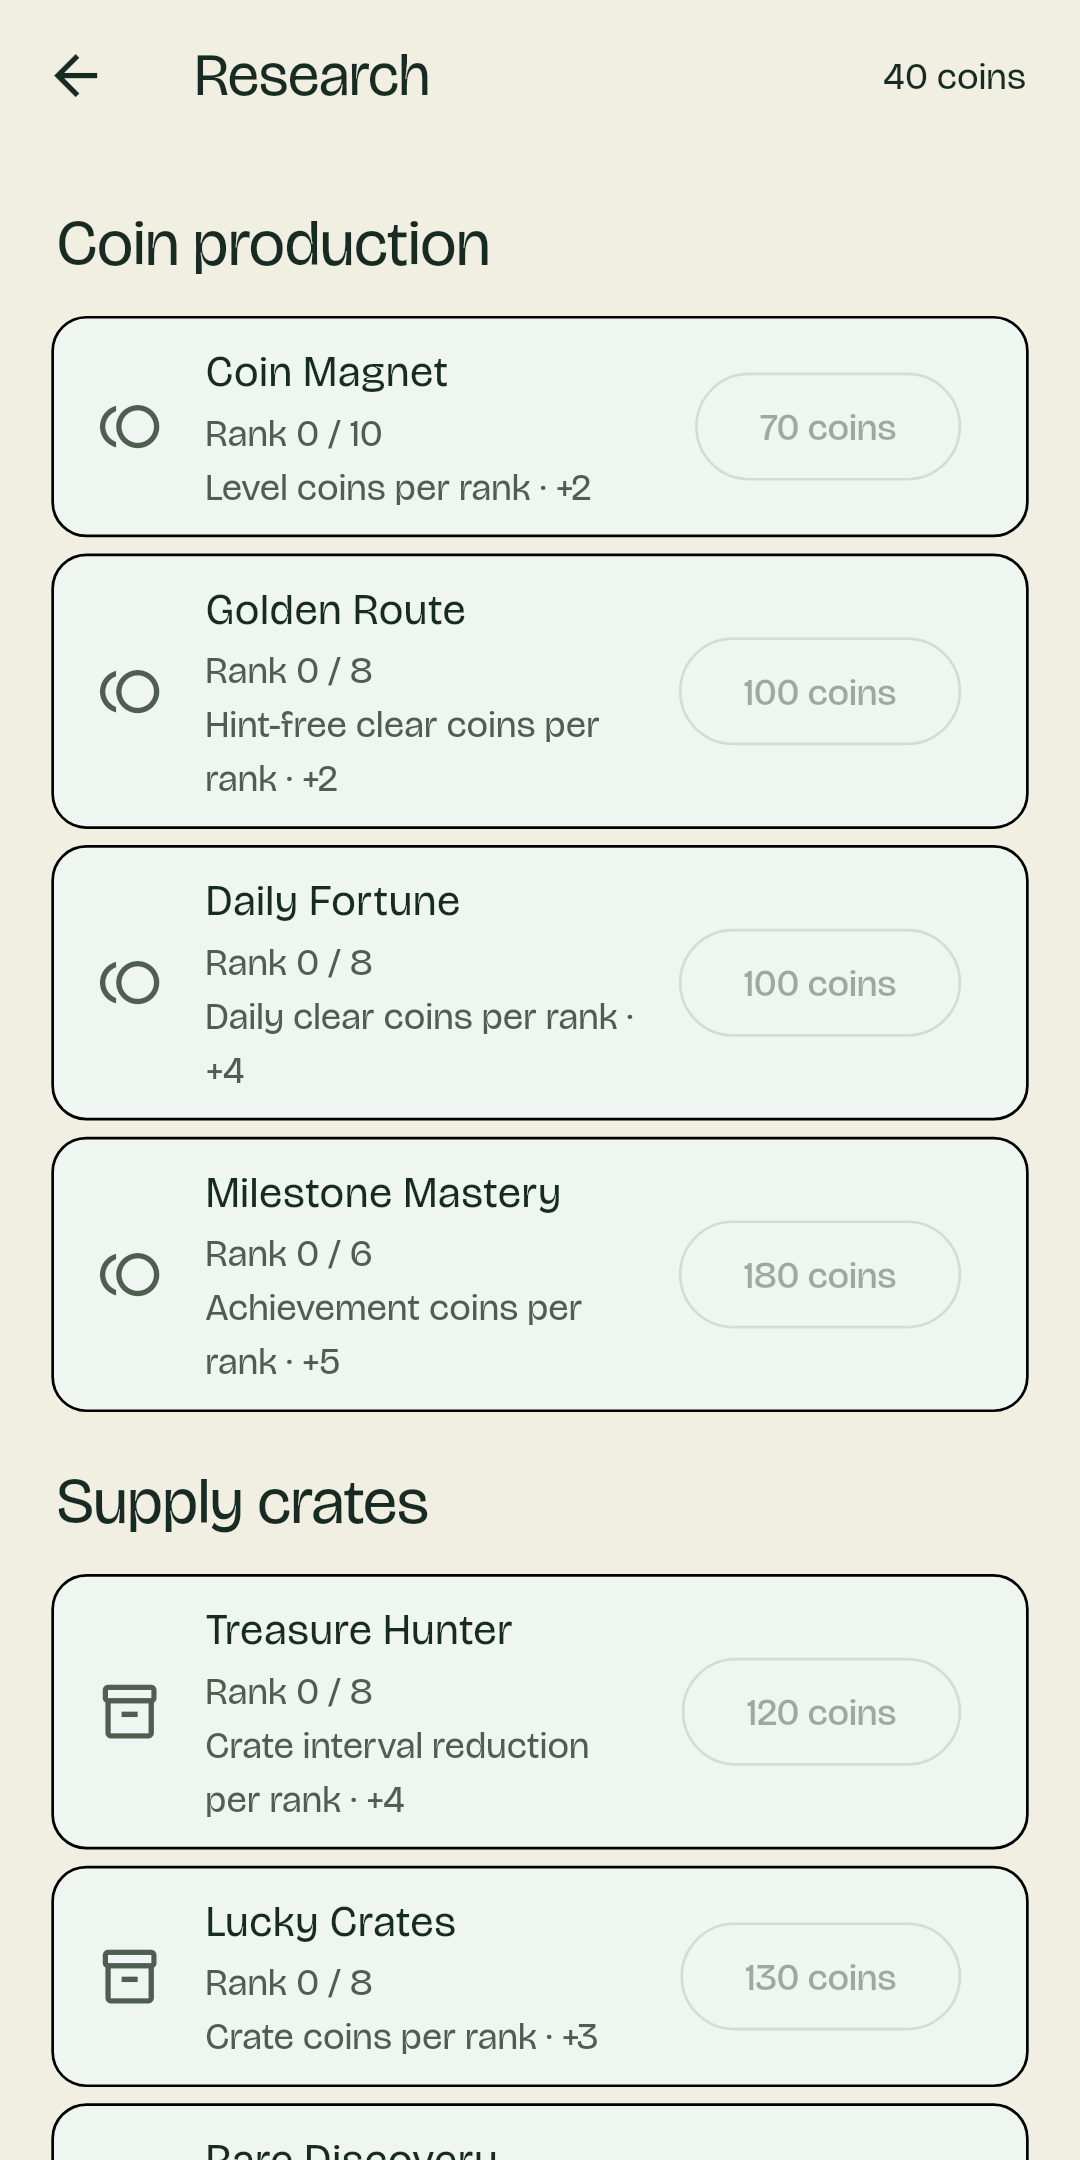 Research
40 coins
Coin production
Coin Magnet
Rank 0 / 10
Level coins per rank · +2
70 coins
Golden Route
Rank 0 / 8
Hint-free clear coins per
rank · +2
100 coins
Daily Fortune
Rank 0 / 8
Daily clear coins per rank ·
+4
100 coins
Milestone Mastery
Rank 0 / 6
Achievement coins per
rank · +5
180 coins
Supply crates
Treasure Hunter
Rank 0 / 8
Crate interval reduction
per rank · +4
120 coins
Lucky Crates
Rank 0 / 8
Crate coins per rank · +3
130 coins
Rare Discovery